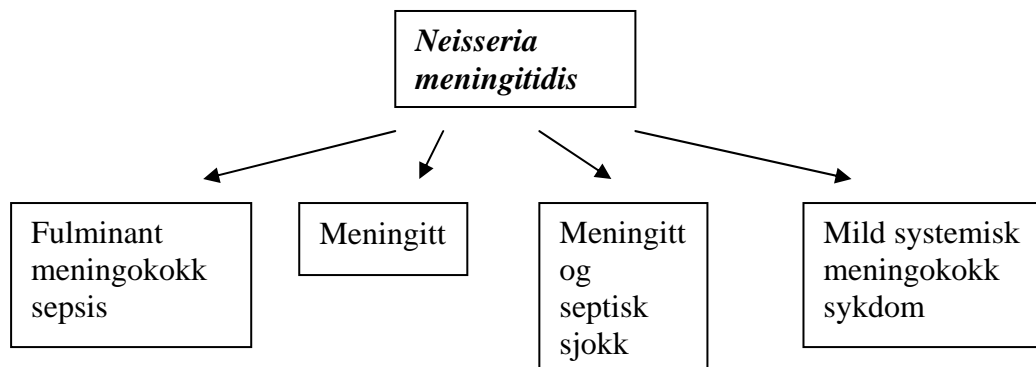 Neisseria
meningitidis
Fulminant
meningokokk
sepsis
Meningitt
Meningitt
og
septisk
sjokk
Mild systemisk
meningokokk
sykdom